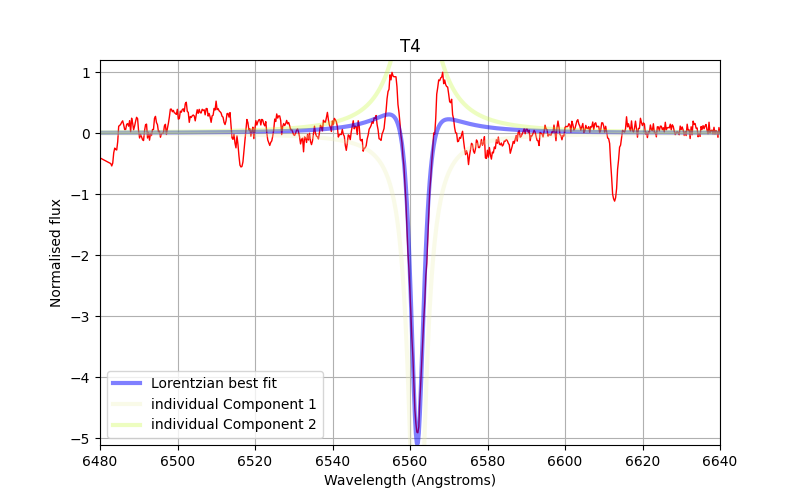 T4
1
0
−1
−2
−3
−4
−5
Normalised flux
Lorentzian best fit
individual Component 1
individual Component 2
6480 6500 6520 6540 6560 6580 6600 6620 6640
Wavelength (Angstroms)